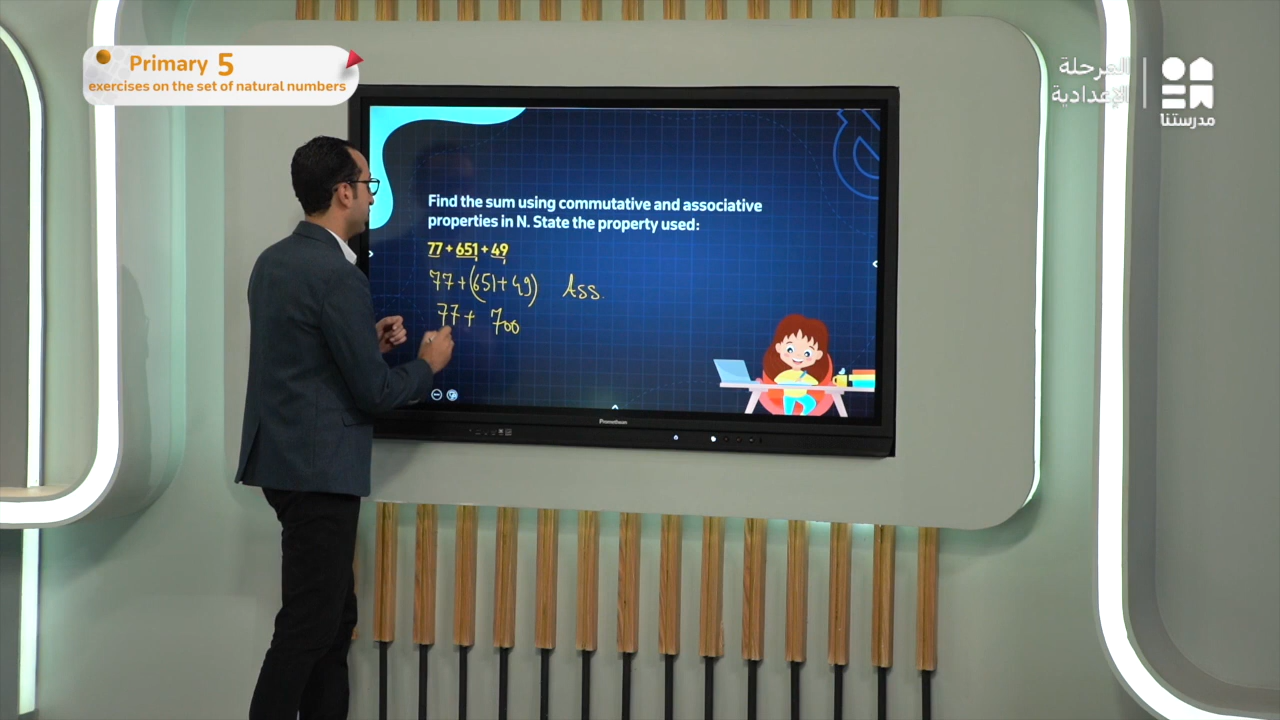 Primary 5
exercises on the set of natural numbers
المرحلة
الإعدادية
مدرستنا
Find the sum using commutative and associative
properties in N. State the property used:
77 + 651 + 49
77+(651+49) Ass.
77+ 700
Promethean